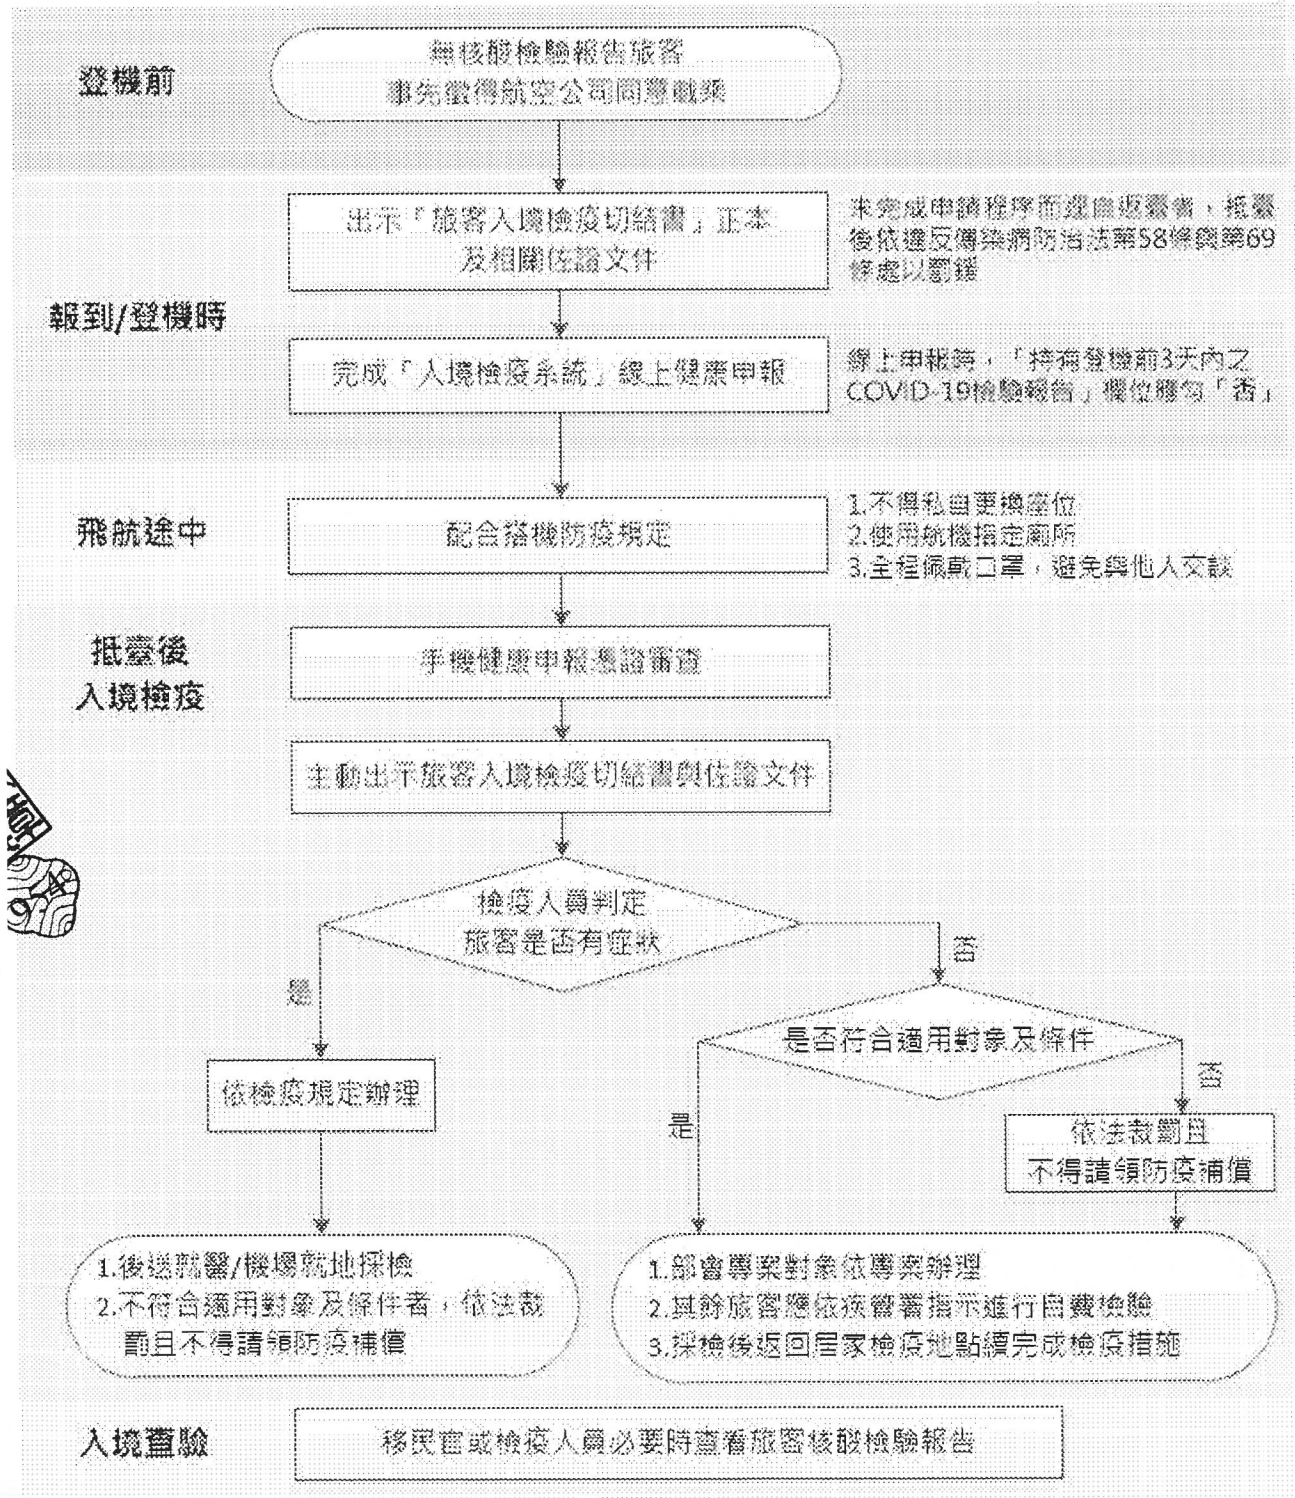 登機前
無核酸檢驗報告旅客
事先徵得航空公司同意載乘
報到/登機時
出示「旅客入境檢疫切結書」正本
及相關佐證文件
未完成申請程序而逕自返臺者，抵臺
後依違反傳染病防治法第58條與第69
條處以罰鍰
完成「入境檢疫系統」線上健康申報
線上申報時，「持有登機前3天內之
COVID-19檢驗報告」欄位應勾「否」
飛航途中
配合搭機防疫規定
1.不得私自更換座位
2.使用航機指定廁所
3.全程佩戴口罩，避免與他人交談
抵臺後
入境檢疫
手機健康申報憑證審查
主動出示旅客入境檢疫切結書與佐證文件
檢疫人員判定
旅客是否有症狀
是
否
依檢疫規定辦理
是否符合適用對象及條件
是
否
依法裁罰且
不得請領防疫補償
1.後送就醫/機場就地採檢
2.不符合適用對象及條件者，依法裁
罰且不得請領防疫補償
1.部會專案對象依專案辦理
2.其餘旅客應依疾管署指示進行自費檢驗
3.採檢後返回居家檢疫地點續完成檢疫措施
入境查驗
移民官或檢疫人員必要時查看旅客核酸檢驗報告